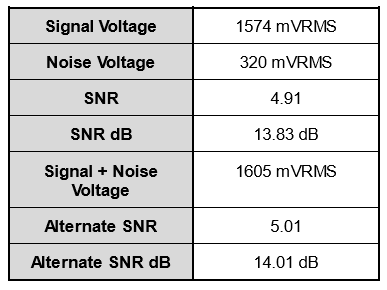 Signal Voltage 1574 mVRMS
Noise Voltage 320 mVRMS
SNR 4.91
SNR dB 13.83 dB
Signal + Noise 1605 mVRMS
Voltage
Alternate SNR 5.01
Alternate SNR dB 14.01 dB